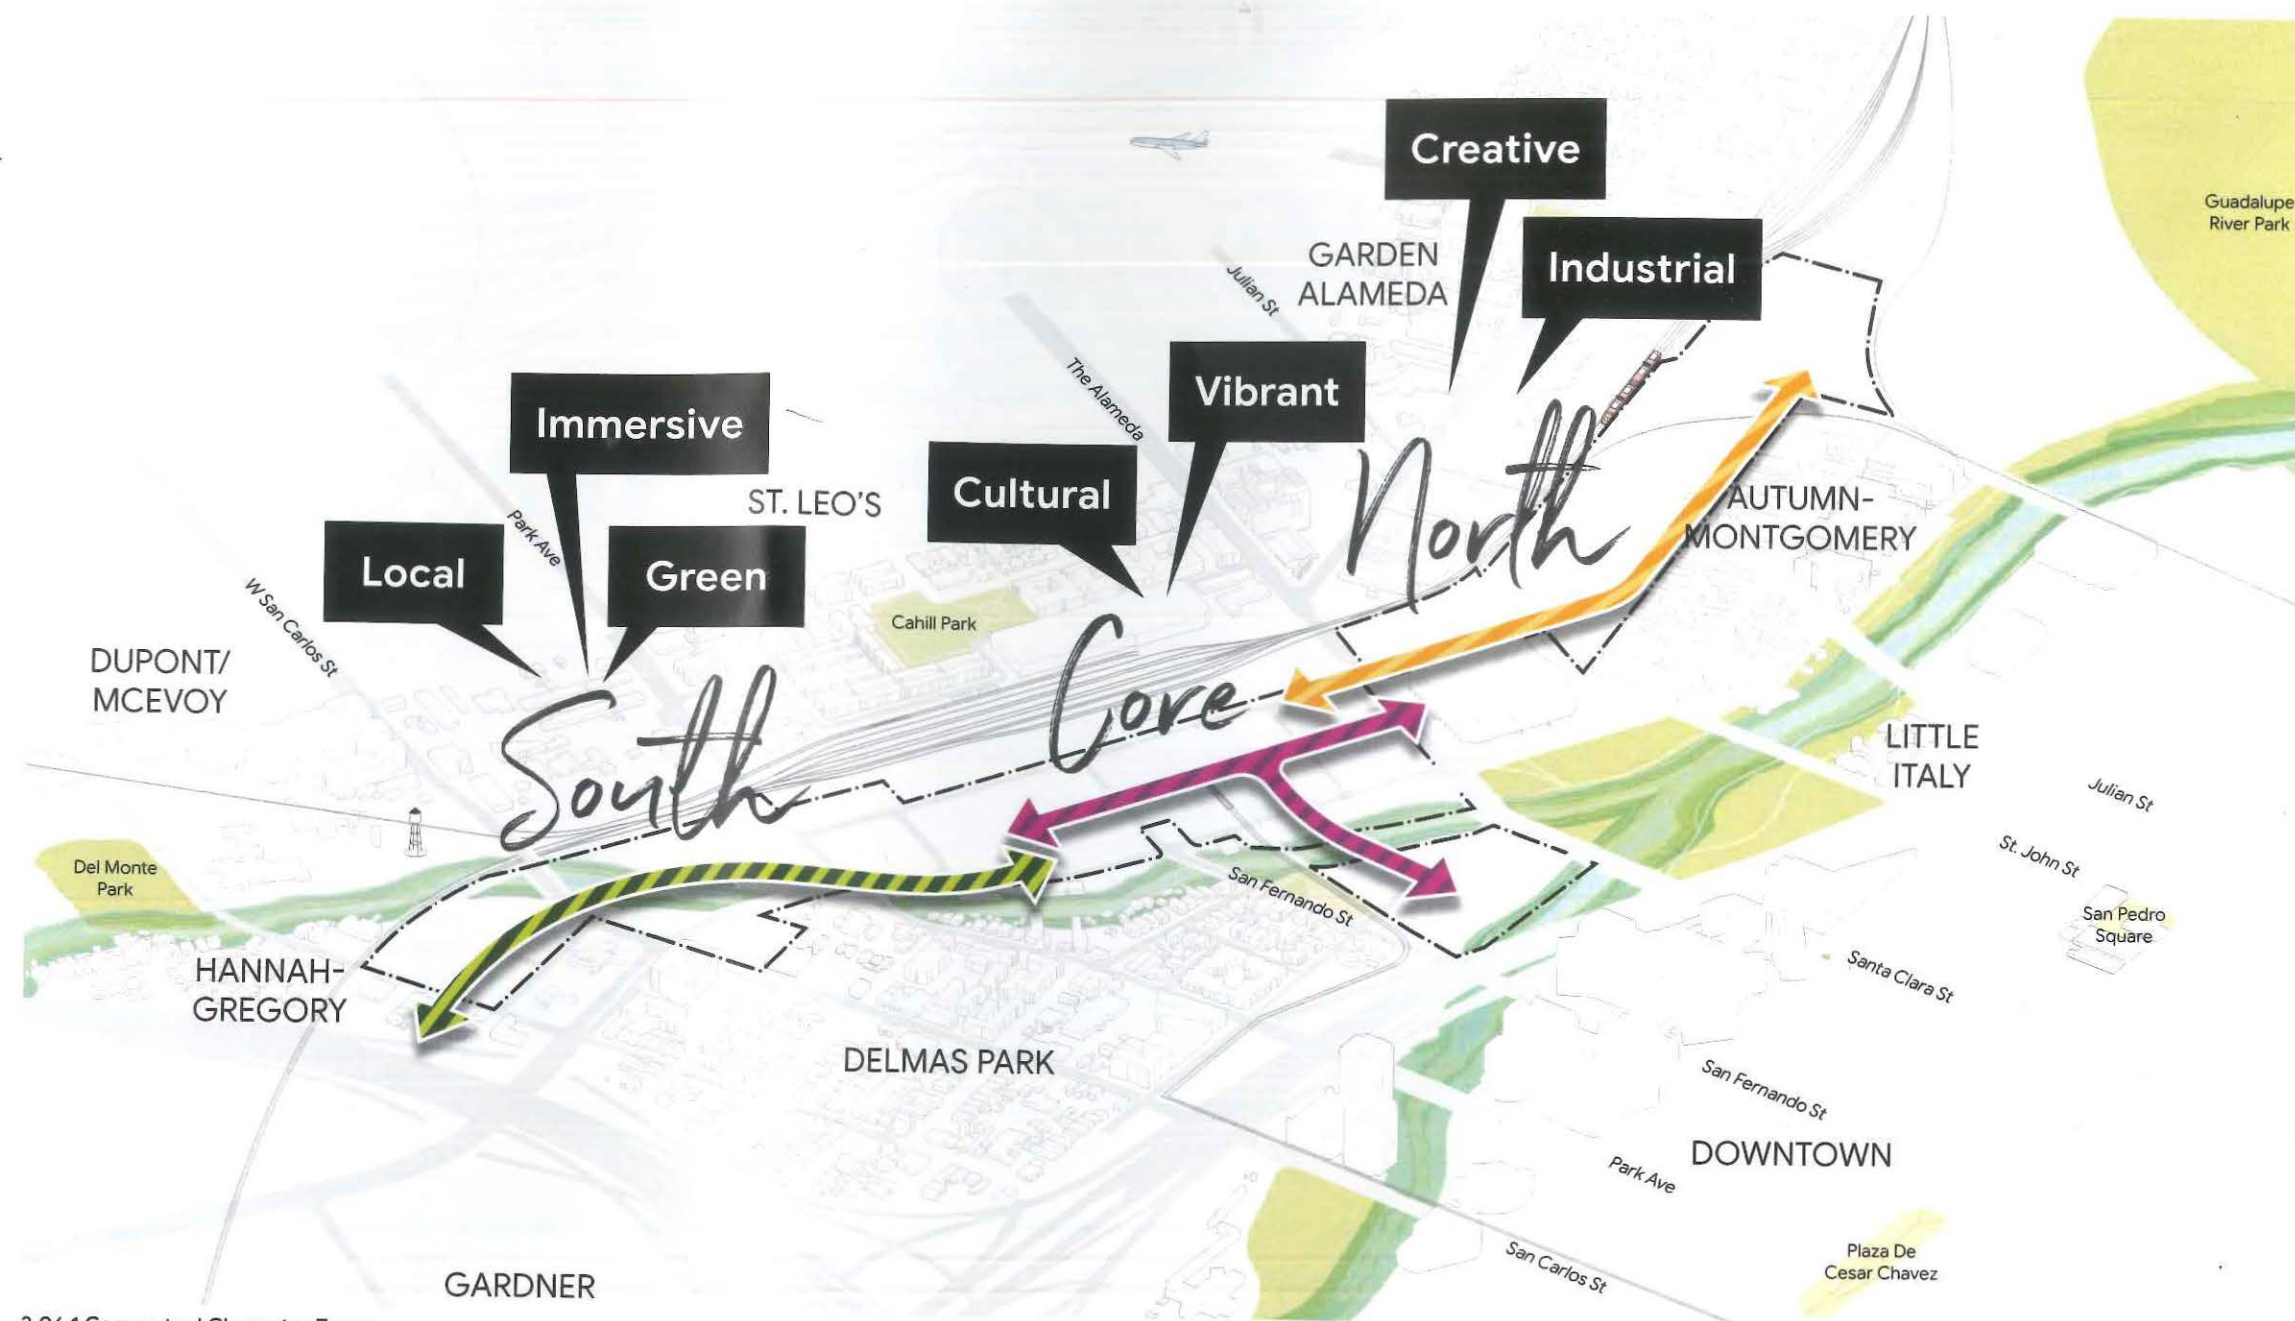 Creative
Guadalupe
River Park
Industrial
GARDEN
ALAMEDA
Julian St
Vibrant
The Alameda
Immersive
Cultural
North
ST. LEO'S
AUTUMN-
MONTGOMERY
Park Ave
Local
Green
W San Carlos St
Cahill Park
DUPONT/
MCEVOY
Core
South
LITTLE
ITALY
Julian St
St. John St
Del Monte
Park
San Fernando St
San Pedro
Square
HANNAH-
GREGORY
Santa Clara St
DELMAS PARK
San Fernando St
DOWNTOWN
Park Ave
San Carlos St
Plaza De
Cesar Chavez
GARDNER